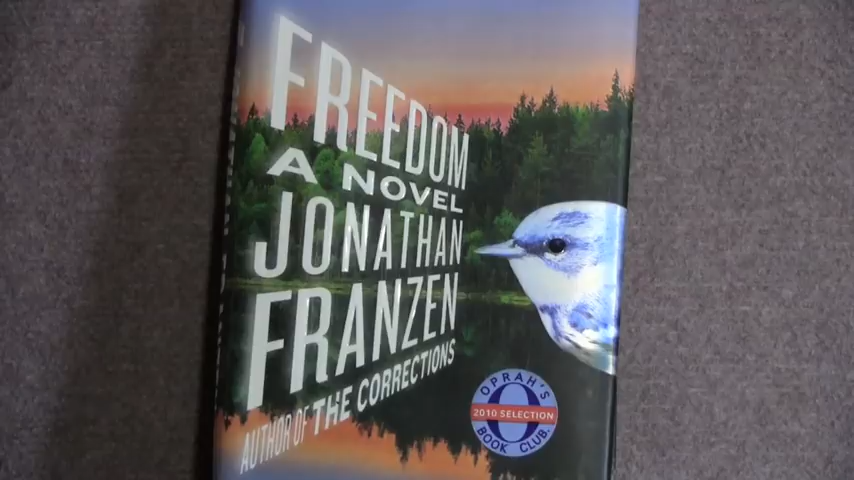 FREEDOM
A NOVEL
JONATHAN
FRANZEN
AUTHOR OF THE CORRECTIONS
OPRAH'S
2010 SELECTION
BOOK CLUB.